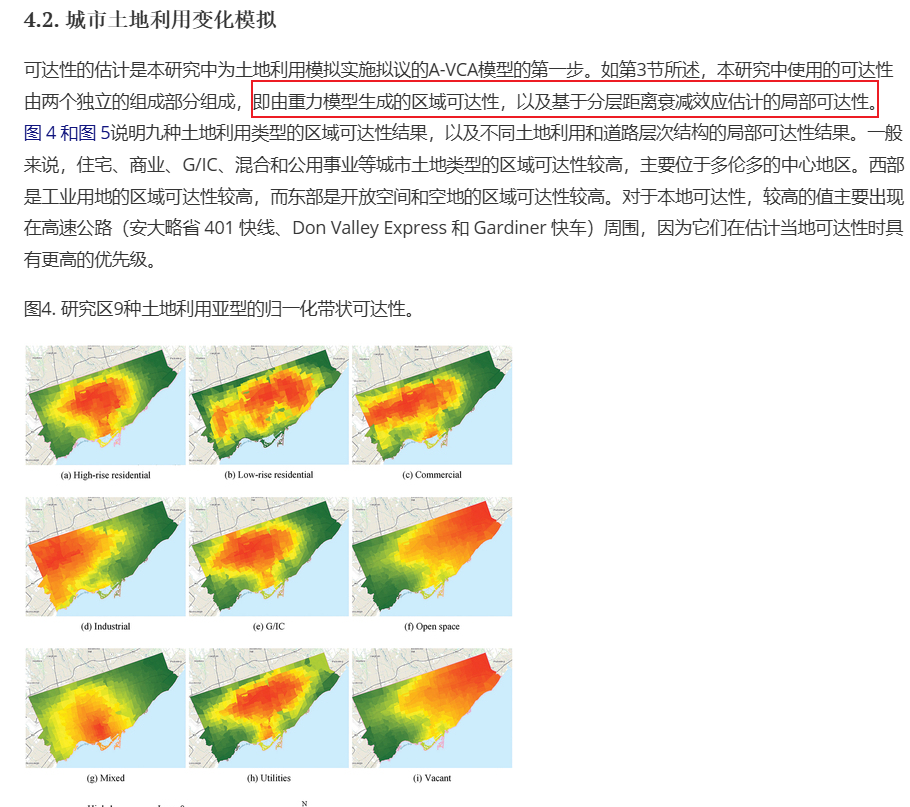 4.2. 城市土地利用变化模拟
可达性的估计是本研究中为土地利用模拟实施拟议的A-VCA模型的第一步。如第3节所述，本研究中使用的可达性
由两个独立的组成部分组成，即由重力模型生成的区域可达性，以及基于分层距离衰减效应估计的局部可达性。
图 4 和图 5说明九种土地利用类型的区域可达性结果，以及不同土地利用和道路层次结构的局部可达性结果。一般
来说，住宅、商业、G/IC、混合和公用事业等城市土地类型的区域可达性较高，主要位于多伦多的中心地区。西部
是工业用地的区域可达性较高，而东部是开放空间和空地的区域可达性较高。对于本地可达性，较高的值主要出现
在高速公路（安大略省 401 快线、Don Valley Express 和 Gardiner 快车）周围，因为它们在估计当地可达性时具
有更高的优先级。
图4. 研究区9种土地利用亚型的归一化带状可达性。
(a) High-rise residential
(b) Low-rise residential
(c) Commercial
(d) Industrial
(e) G/IC
(f) Open space
(g) Mixed
(h) Utilities
(i) Vacant
N